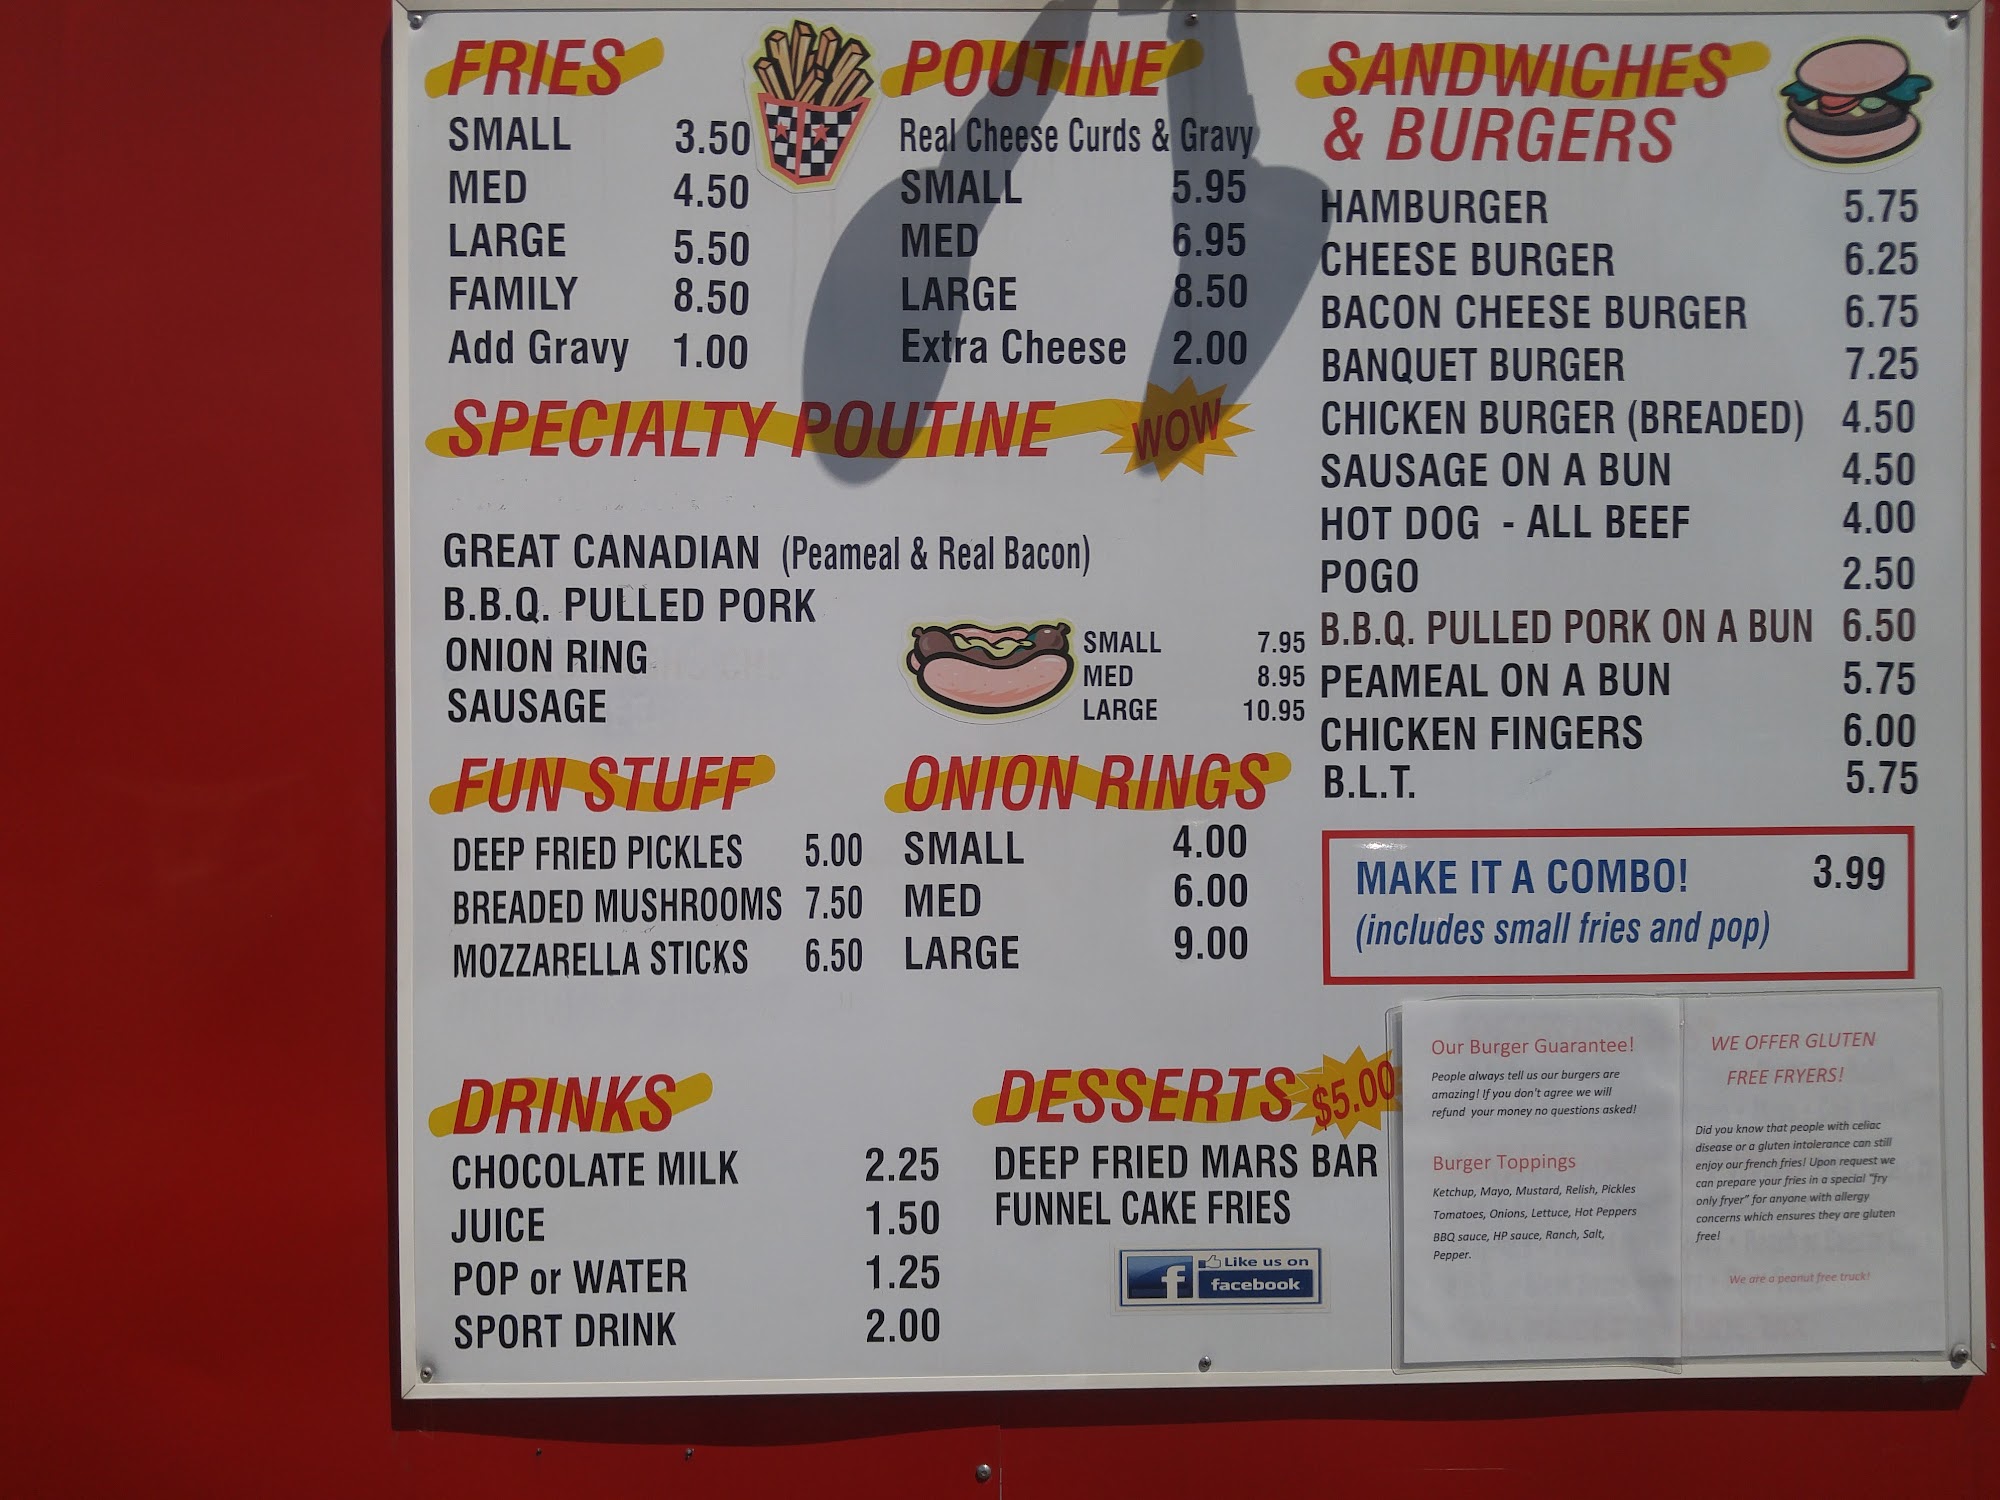 FRIES
SMALL 3.50
MED 4.50
LARGE 5.50
FAMILY 8.50
Add Gravy 1.00
POUTINE
Real Cheese Curds & Gravy
SMALL 5.95
MED 6.95
LARGE 8.50
Extra Cheese 2.00
SPECIALTY POUTINE WOW
GREAT CANADIAN (Peameal & Real Bacon)
B.B.Q. PULLED PORK
ONION RING
SAUSAGE
SMALL 7.95
MED 8.95
LARGE 10.95
FUN STUFF
DEEP FRIED PICKLES 5.00
BREADED MUSHROOMS 7.50
MOZZARELLA STICKS 6.50
ONION RINGS
SMALL 4.00
MED 6.00
LARGE 9.00
DRINKS
CHOCOLATE MILK 2.25
JUICE 1.50
POP or WATER 1.25
SPORT DRINK 2.00
DESSERTS $5.00
DEEP FRIED MARS BAR
FUNNEL CAKE FRIES
f Like us on
facebook
SANDWICHES
& BURGERS
HAMBURGER 5.75
CHEESE BURGER 6.25
BACON CHEESE BURGER 6.75
BANQUET BURGER 7.25
CHICKEN BURGER (BREADED) 4.50
SAUSAGE ON A BUN 4.50
HOT DOG - ALL BEEF 4.00
POGO 2.50
B.B.Q. PULLED PORK ON A BUN 6.50
PEAMEAL ON A BUN 5.75
CHICKEN FINGERS 6.00
B.L.T. 5.75
MAKE IT A COMBO! 3.99
(includes small fries and pop)
Our Burger Guarantee!
People always tell us our burgers are
amazing! If you don't agree we will
refund your money no questions asked!
Burger Toppings
Ketchup, Mayo, Mustard, Relish, Pickles
Tomatoes, Onions, Lettuce, Hot Peppers
BBQ sauce, HP sauce, Ranch, Salt,
Pepper.
WE OFFER GLUTEN
FREE FRYERS!
Did you know that people with celiac
disease or a gluten intolerance can still
enjoy our french fries! Upon request we
can prepare your fries in a special "fry
only fryer" for anyone with allergy
concerns which ensures they are gluten
free!
We are a peanut free truck!